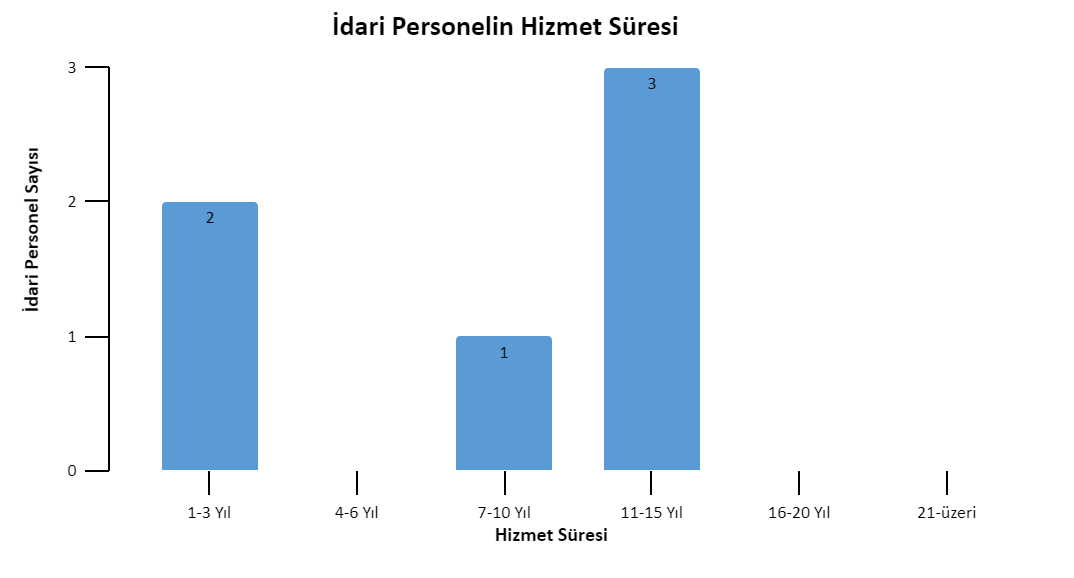 İdari Personelin Hizmet Süresi
İdari Personel Sayısı
3
2
1
0
2
1
3
1-3 Yıl
4-6 Yıl
7-10 Yıl
11-15 Yıl
16-20 Yıl
21-üzeri
Hizmet Süresi